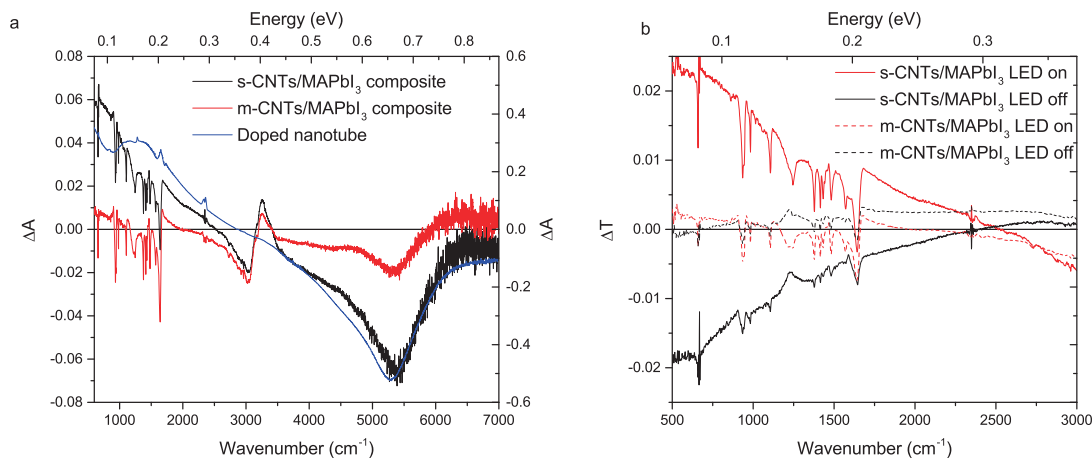 a
Energy (eV)
0.1 0.2 0.3 0.4 0.5 0.6 0.7 0.8
0.08
0.06
0.04
0.02
0.00
-0.02
-0.04
-0.06
-0.08
ΔA
s-CNTs/MAPbI3 composite
m-CNTs/MAPbI3 composite
Doped nanotube
0.6
0.4
0.2
0.0
0.2
0.4
0.6
ΔA
1000 2000 3000 4000 5000 6000 7000
Wavenumber (cm-1)
b
Energy (eV)
0.1 0.2 0.3
0.02
0.01
0.00
-0.01
-0.02
ΔT
s-CNTs/MAPbI3 LED on
s-CNTs/MAPbI3 LED off
m-CNTs/MAPbI3 LED on
m-CNTs/MAPbI3 LED off
500 1000 1500 2000 2500 3000
Wavenumber (cm-1)